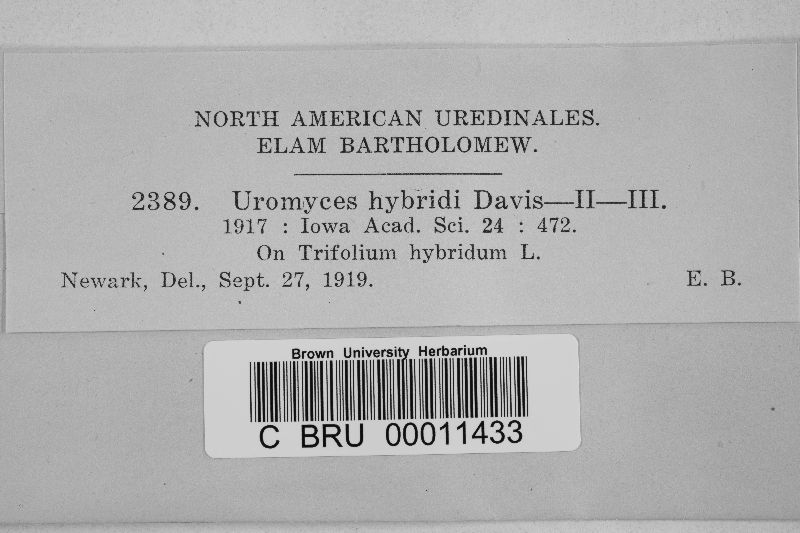 NORTH AMERICAN UREDINALES.
ELAM BARTHOLOMEW.
2389. Uromyces hybridi Davis—II—III.
1917 : Iowa Acad. Sci. 24 : 472.
On Trifolium hybridum L.
Newark, Del., Sept. 27, 1919. E. B.
Brown University Herbarium
C BRU 00011433